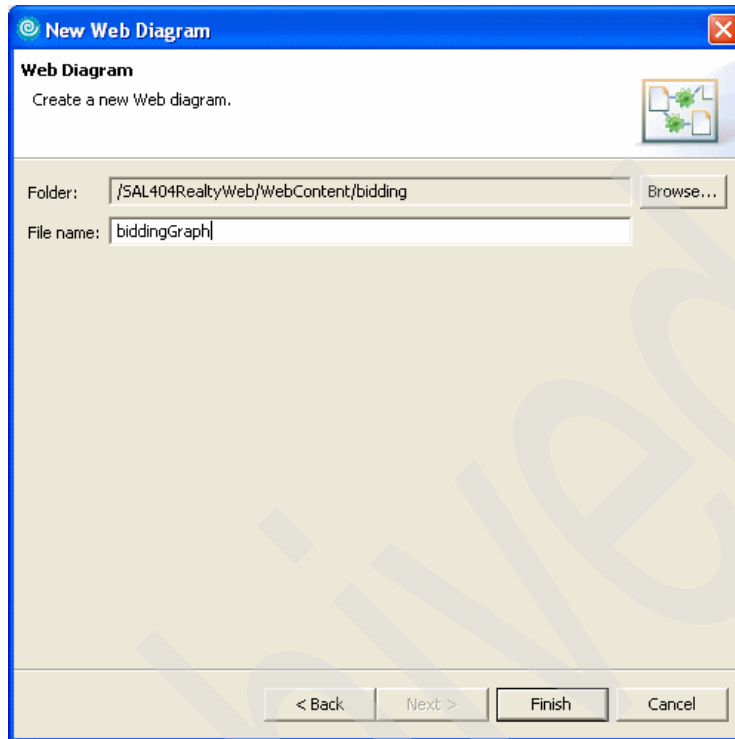 New Web Diagram
Web Diagram
Create a new Web diagram.
Folder: /SAL404RealtyWeb/WebContent/bidding Browse...
File name: biddingGraph
< Back Next > Finish Cancel